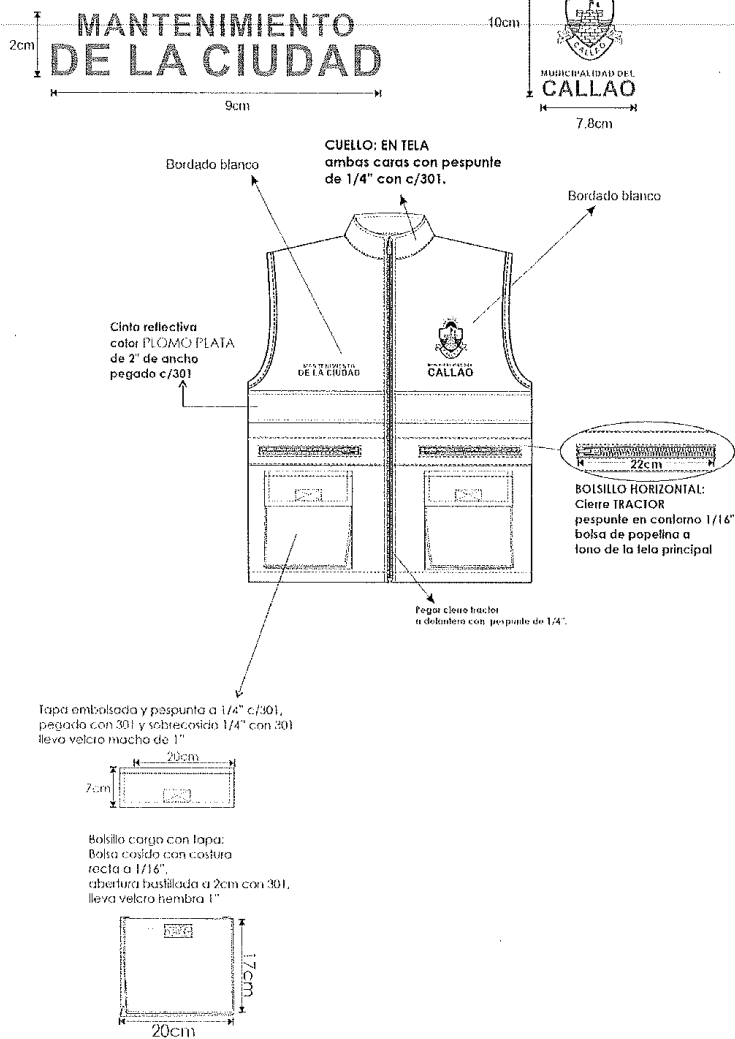 2cm
MANTENIMIENTO
DE LA CIUDAD
9cm
10cm
CALLAO
MUNICIPALIDAD DEL
CALLAO
7.8cm
Bordado blanco
CUELLO: EN TELA
ambas caras con pespunte
de 1/4" con c/301.
Bordado blanco
Cinta reflectiva
color PLOMO PLATA
de 2" de ancho
pegado c/301
MANTENIMIENTO
DE LA CIUDAD
MUNICIPALIDAD DEL
CALLAO
22cm
BOLSILLO HORIZONTAL:
Cierre TRACTOR
pespunte en contorno 1/16"
bolsa de popelina a
tono de la tela principal
Pegar cierre tractor
a delantero con pespunte de 1/4".
Tapa embolsada y pespunta a 1/4" c/301,
pegado con 301 y sobrecosido 1/4" con 301
lleva velcro macho de 1"
20cm
7cm
Bolsillo cargo con tapa:
Bolsa cosido con costura
recta a 1/16",
abertura bastillada a 2cm con 301,
lleva velcro hembra 1"
17cm
20cm